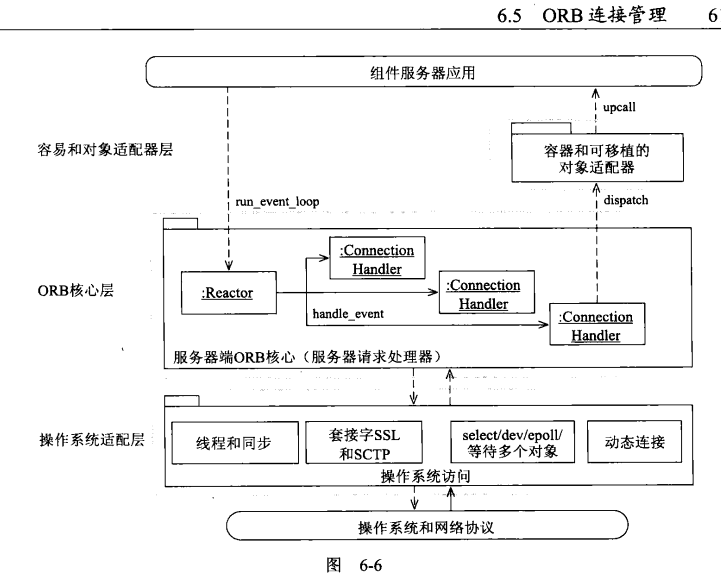 6.5 ORB 连接管理 6
组件服务器应用
upcall
容易和对象适配器层
容器和可移植的
对象适配器
run_event_loop
dispatch
:Connection
Handler
ORB核心层
:Reactor
:Connection
Handler
handle_event
:Connection
Handler
服务器端ORB核心（服务器请求处理器）
操作系统适配层
线程和同步
套接字SSL
和SCTP
select/dev/epoll/
等待多个对象
动态连接
操作系统访问
操作系统和网络协议
图 6-6